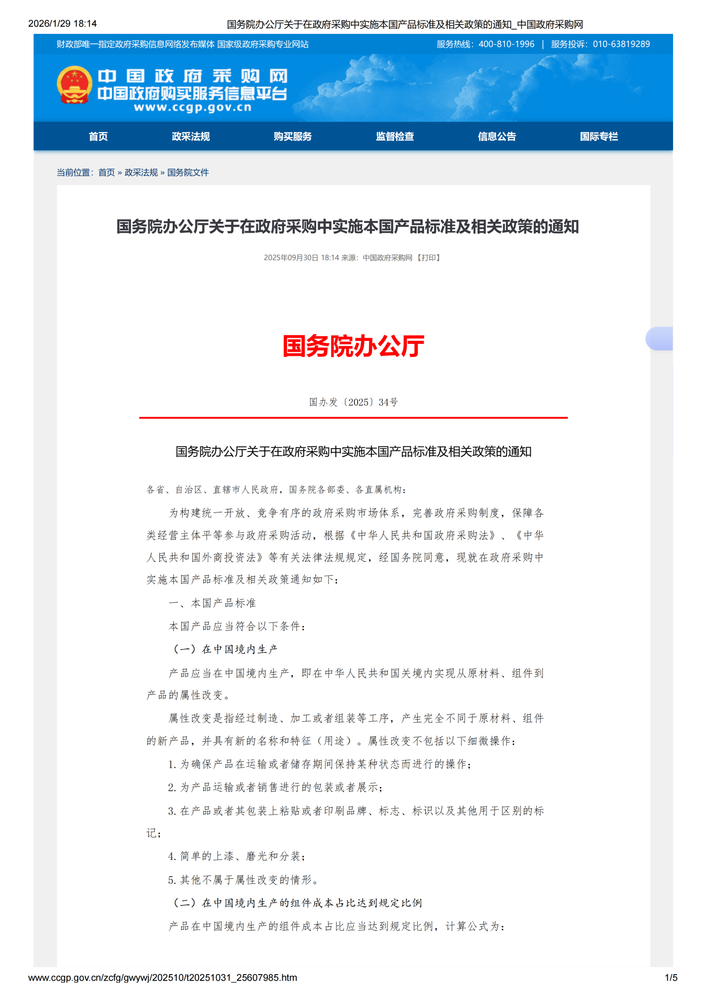 2026/1/29 18:14
国务院办公厅关于在政府采购中实施本国产品标准及相关政策的通知_中国政府采购网
财政部唯一指定政府采购信息网络发布媒体 国家级政府采购专业网站
服务热线：400-810-1996 | 服务投诉：010-63819289
中国政府采购网
中国政府购买服务信息平台
www.ccgp.gov.cn
首页 政采法规 购买服务 监督检查 信息公告 国际专栏
当前位置：首页 » 政采法规 » 国务院文件
国务院办公厅关于在政府采购中实施本国产品标准及相关政策的通知
2025年09月30日 18:14 来源：中国政府采购网 【打印】
国务院办公厅
国办发〔2025〕34号
国务院办公厅关于在政府采购中实施本国产品标准及相关政策的通知
各省、自治区、直辖市人民政府，国务院各部委、各直属机构：
为构建统一开放、竞争有序的政府采购市场体系，完善政府采购制度，保障各
类经营主体平等参与政府采购活动，根据《中华人民共和国政府采购法》、《中华
人民共和国外商投资法》等有关法律法规规定，经国务院同意，现就在政府采购中
实施本国产品标准及相关政策通知如下：
一、本国产品标准
本国产品应当符合以下条件：
（一）在中国境内生产
产品应当在中国境内生产，即在中华人民共和国关境内实现从原材料、组件到
产品的属性改变。
属性改变是指经过制造、加工或者组装等工序，产生完全不同于原材料、组件
的新产品，并具有新的名称和特征（用途）。属性改变不包括以下细微操作：
1.为确保产品在运输或者储存期间保持某种状态而进行的操作；
2.为产品运输或者销售进行的包装或者展示；
3.在产品或者其包装上粘贴或者印刷品牌、标志、标识以及其他用于区别的标
记；
4.简单的上漆、磨光和分装；
5.其他不属于属性改变的情形。
（二）在中国境内生产的组件成本占比达到规定比例
产品在中国境内生产的组件成本占比应当达到规定比例，计算公式为：
www.ccgp.gov.cn/zcfg/gwywj/202510/t20251031_25607985.htm
1/5